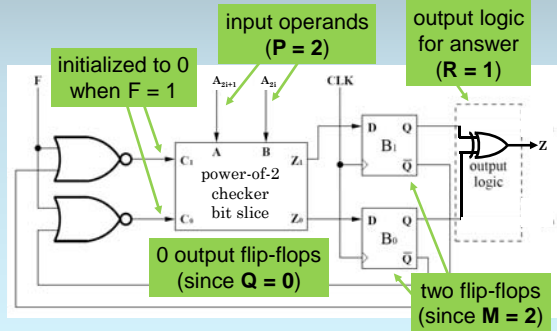 input operands
(P = 2)
output logic
for answer
(R = 1)
initialized to 0
when F = 1
F
A2i+1
A2i
CLK
C1
A
B
Z1
power-of-2
checker
bit slice
C0
Z0
D
Q
B1
Q
D
Q
B0
Q
Z
output
logic
0 output flip-flops
(since Q = 0)
two flip-flops
(since M = 2)